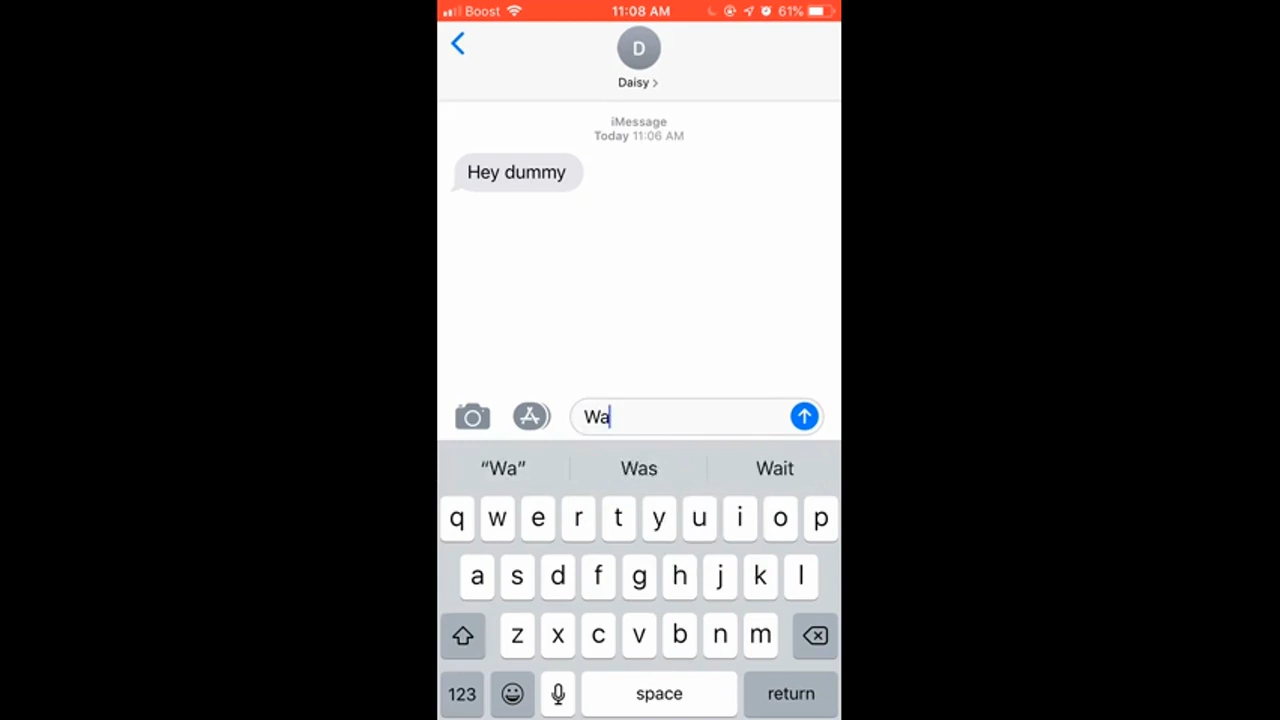 Boost 11:08 AM 61%
D
Daisy >
iMessage
Today 11:06 AM
Hey dummy
Wa
“Wa” Was Wait
q w e r t y u i o p
a s d f g h j k l
z x c v b n m
123 space return